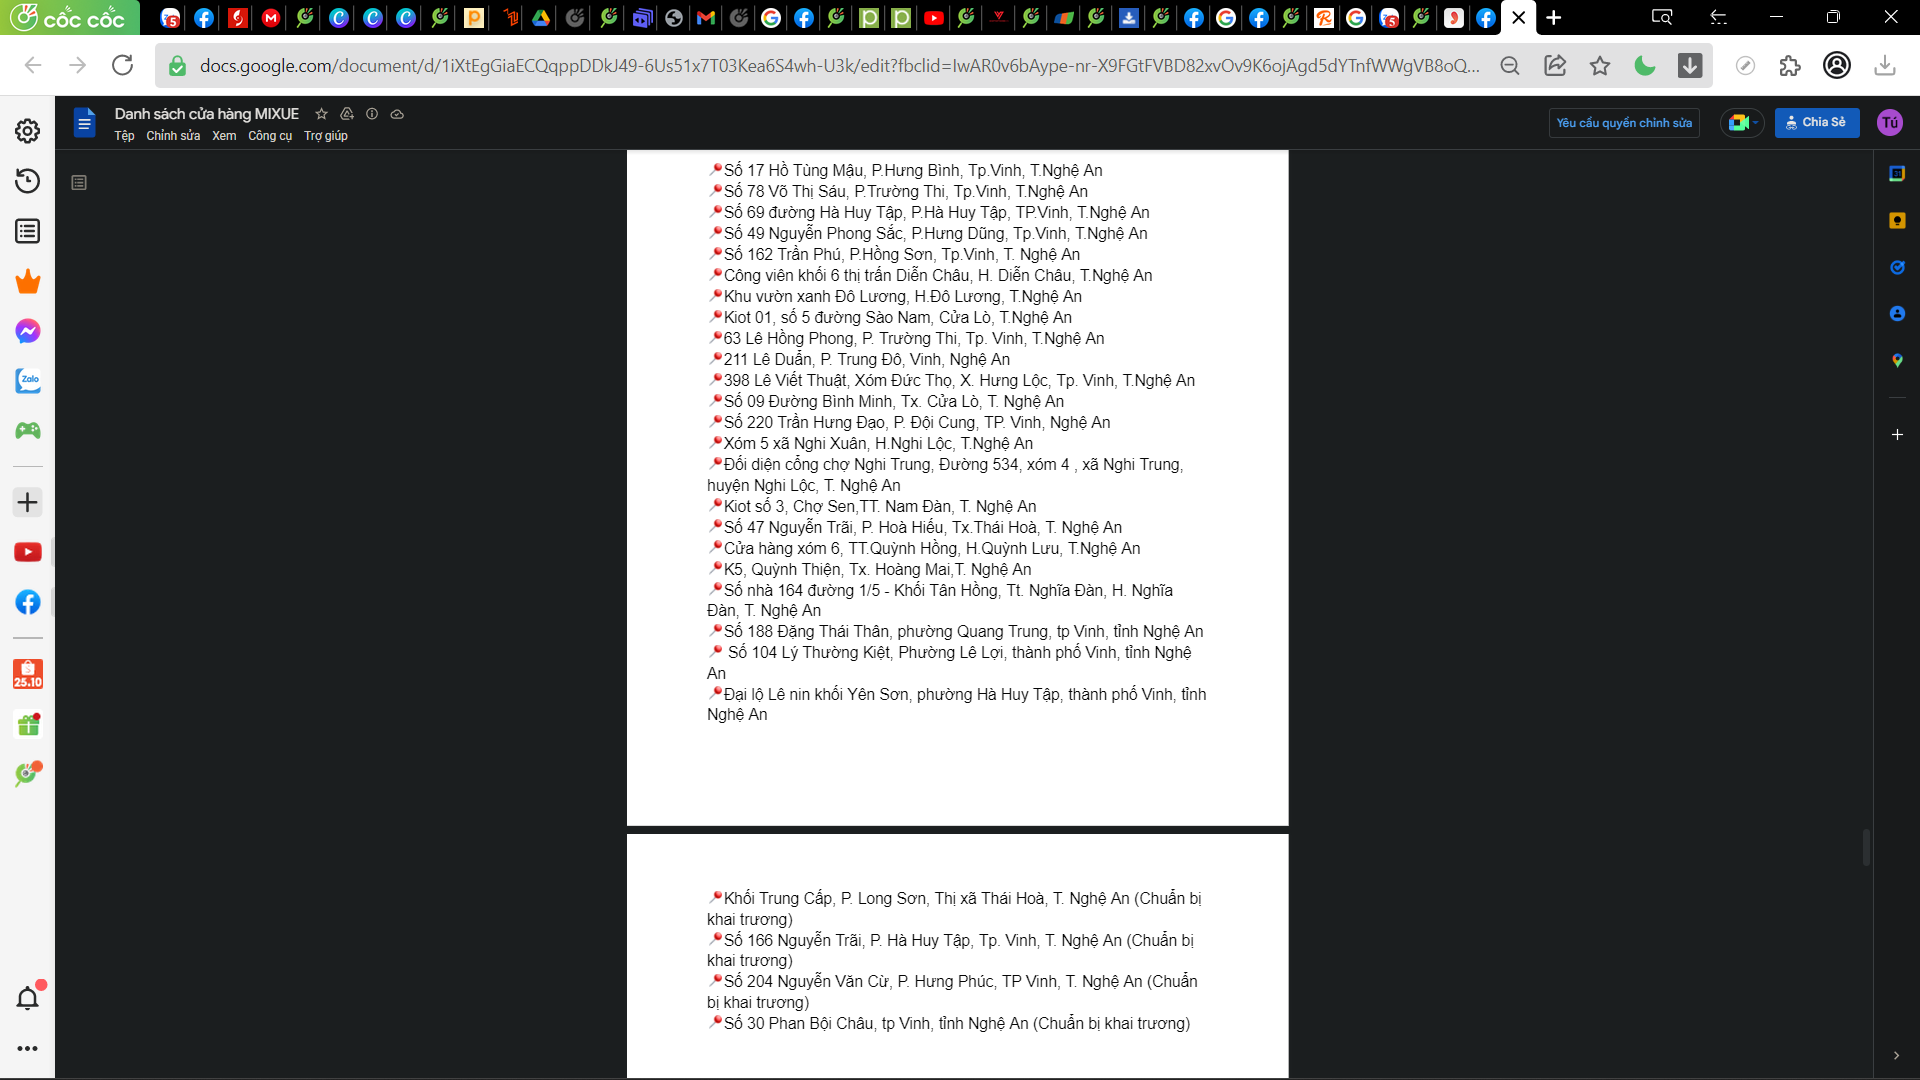 cốc cốc
docs.google.com/document/d/1iXtEgGiaECQqppDDkJ49-6Us51x7T03Kea6S4wh-U3k/edit?fbclid=IwAR0v6bAype-nr-X9FGtFVBD82xvOv9K6ojAgd5dYTnfWWgVB8oQ...
Danh sách cửa hàng MIXUE
Tệp Chỉnh sửa Xem Công cụ Trợ giúp
Yêu cầu quyền chỉnh sửa
Chia Sẻ
Tú
Zalo
25.10
Số 17 Hồ Tùng Mậu, P.Hưng Bình, Tp.Vinh, T.Nghệ An
Số 78 Võ Thị Sáu, P.Trường Thi, Tp.Vinh, T.Nghệ An
Số 69 đường Hà Huy Tập, P.Hà Huy Tập, TP.Vinh, T.Nghệ An
Số 49 Nguyễn Phong Sắc, P.Hưng Dũng, Tp.Vinh, T.Nghệ An
Số 162 Trần Phú, P.Hồng Sơn, Tp.Vinh, T. Nghệ An
Công viên khối 6 thị trấn Diễn Châu, H. Diễn Châu, T.Nghệ An
Khu vườn xanh Đô Lương, H.Đô Lương, T.Nghệ An
Kiot 01, số 5 đường Sào Nam, Cửa Lò, T.Nghệ An
63 Lê Hồng Phong, P. Trường Thi, Tp. Vinh, T.Nghệ An
211 Lê Duẩn, P. Trung Đô, Vinh, Nghệ An
398 Lê Viết Thuật, Xóm Đức Thọ, X. Hưng Lộc, Tp. Vinh, T.Nghệ An
Số 09 Đường Bình Minh, Tx. Cửa Lò, T. Nghệ An
Số 220 Trần Hưng Đạo, P. Đội Cung, TP. Vinh, Nghệ An
Xóm 5 xã Nghi Xuân, H.Nghi Lộc, T.Nghệ An
Đối diện cổng chợ Nghi Trung, Đường 534, xóm 4 , xã Nghi Trung,
huyện Nghi Lộc, T. Nghệ An
Kiot số 3, Chợ Sen,TT. Nam Đàn, T. Nghệ An
Số 47 Nguyễn Trãi, P. Hoà Hiếu, Tx.Thái Hoà, T. Nghệ An
Cửa hàng xóm 6, TT.Quỳnh Hồng, H.Quỳnh Lưu, T.Nghệ An
K5, Quỳnh Thiện, Tx. Hoàng Mai,T. Nghệ An
Số nhà 164 đường 1/5 - Khối Tân Hồng, Tt. Nghĩa Đàn, H. Nghĩa
Đàn, T. Nghệ An
Số 188 Đặng Thái Thân, phường Quang Trung, tp Vinh, tỉnh Nghệ An
Số 104 Lý Thường Kiệt, Phường Lê Lợi, thành phố Vinh, tỉnh Nghệ
An
Đại lộ Lê nin khối Yên Sơn, phường Hà Huy Tập, thành phố Vinh, tỉnh
Nghệ An
Khối Trung Cấp, P. Long Sơn, Thị xã Thái Hoà, T. Nghệ An (Chuẩn bị
khai trương)
Số 166 Nguyễn Trãi, P. Hà Huy Tập, Tp. Vinh, T. Nghệ An (Chuẩn bị
khai trương)
Số 204 Nguyễn Văn Cừ, P. Hưng Phúc, TP Vinh, T. Nghệ An (Chuẩn
bị khai trương)
Số 30 Phan Bội Châu, tp Vinh, tỉnh Nghệ An (Chuẩn bị khai trương)